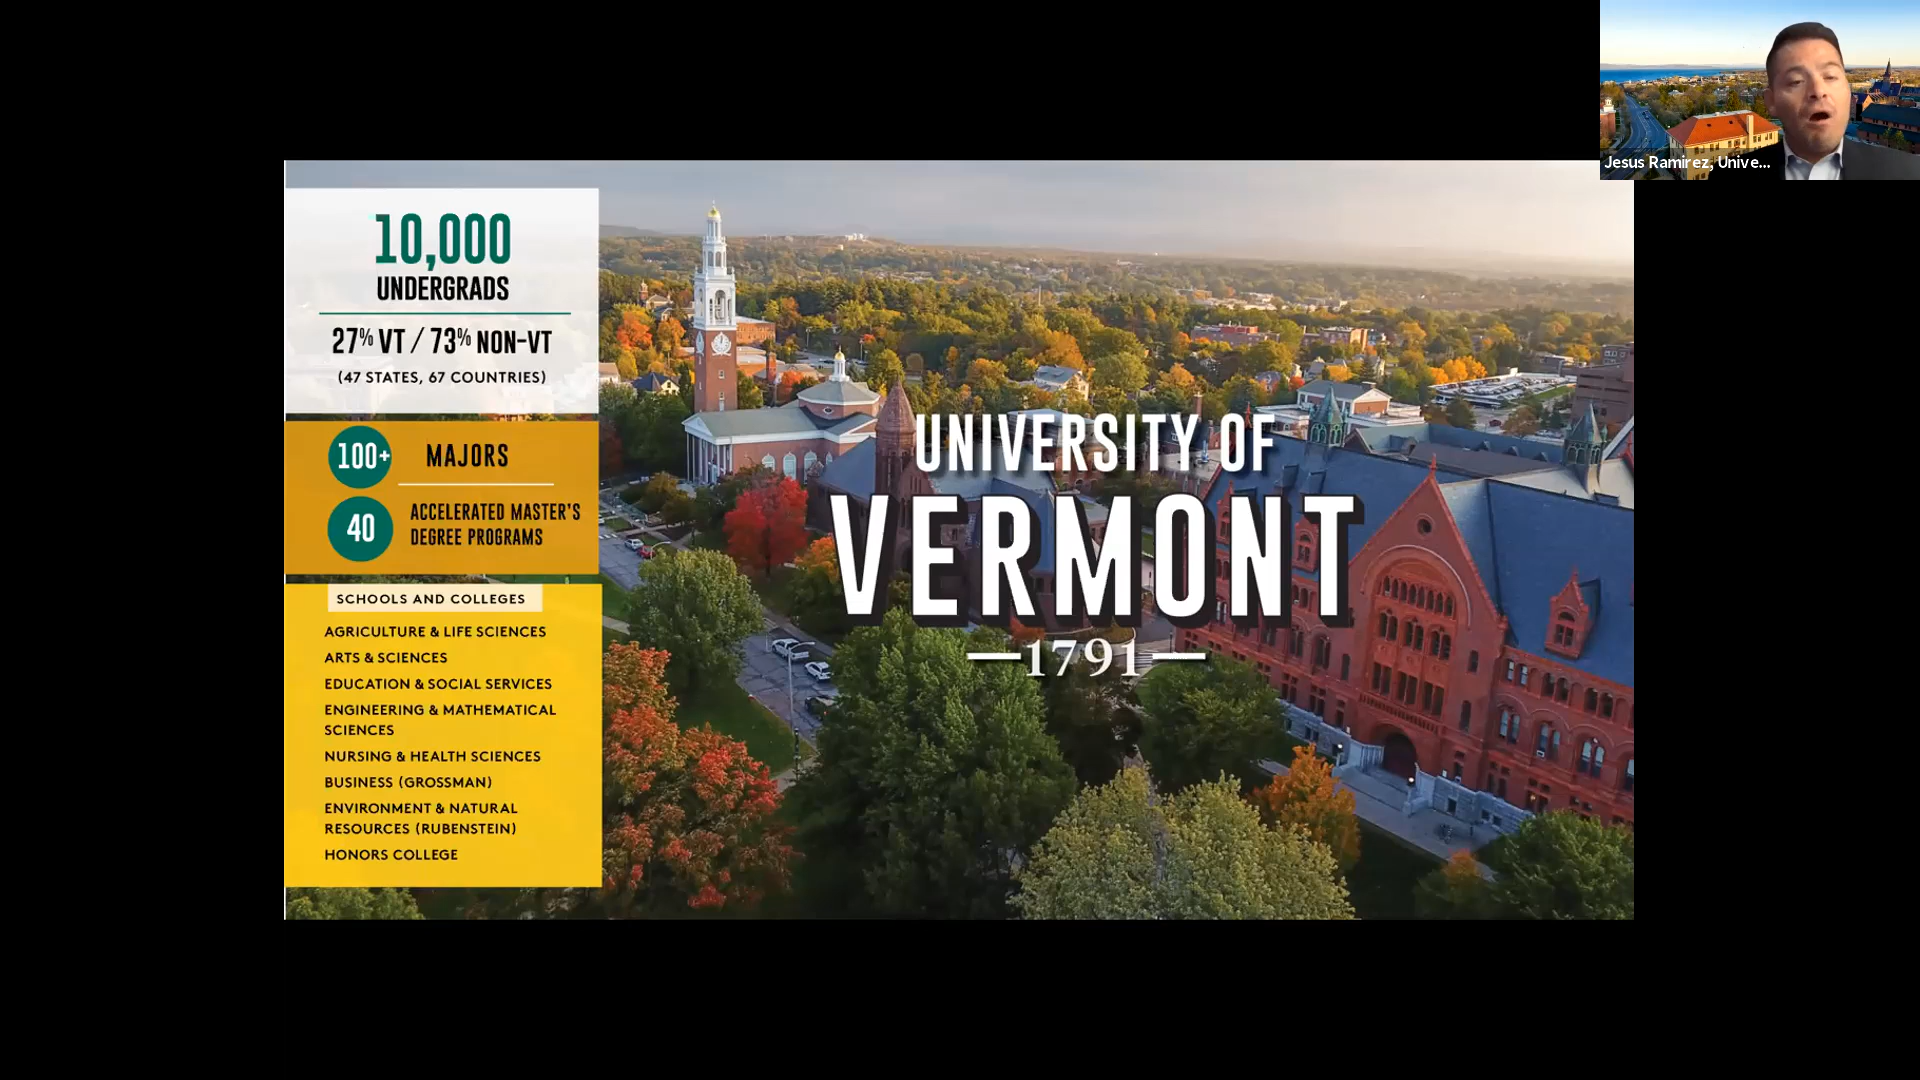 10,000
UNDERGRADS
27% VT / 73% NON-VT
(47 STATES, 67 COUNTRIES)
100+ MAJORS
40 ACCELERATED MASTER'S
DEGREE PROGRAMS
SCHOOLS AND COLLEGES
AGRICULTURE & LIFE SCIENCES
ARTS & SCIENCES
EDUCATION & SOCIAL SERVICES
ENGINEERING & MATHEMATICAL
SCIENCES
NURSING & HEALTH SCIENCES
BUSINESS (GROSSMAN)
ENVIRONMENT & NATURAL
RESOURCES (RUBENSTEIN)
HONORS COLLEGE
UNIVERSITY OF
VERMONT
—1791—
Jesus Ramirez, Unive...